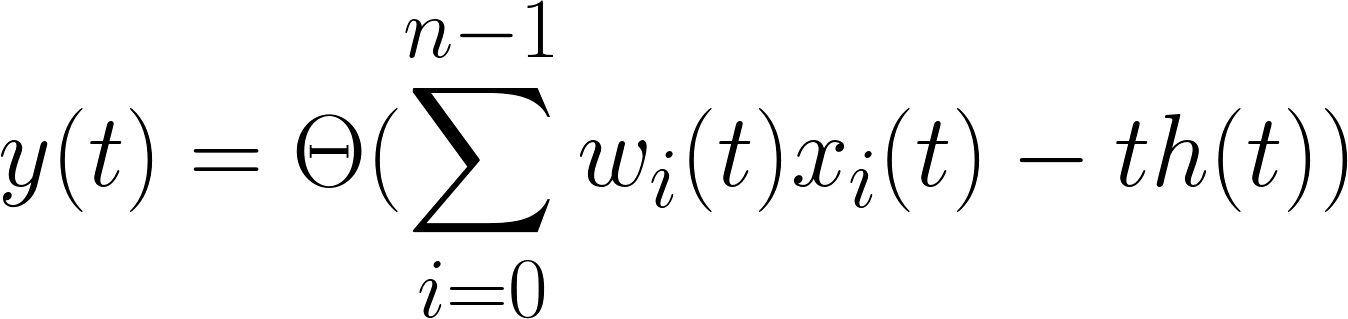 y(t) = Θ(∑_{i=0}^{n−1} w_i(t)x_i(t) − th(t))